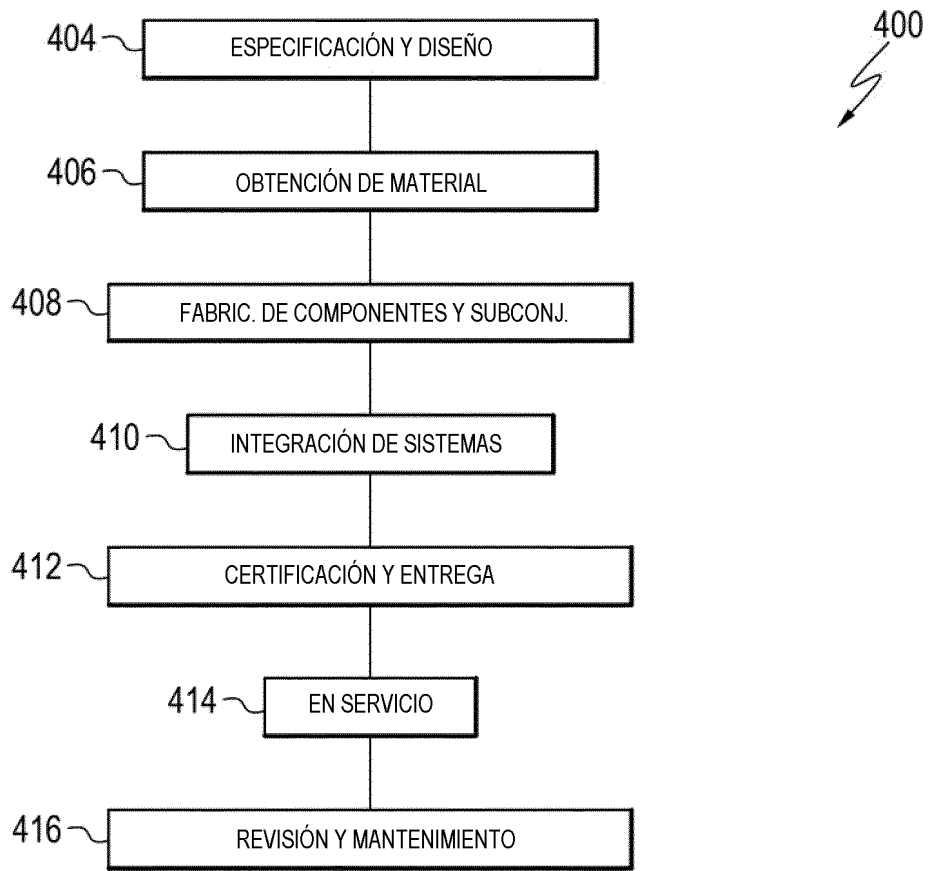 404 ESPECIFICACIÓN Y DISEÑO
400
406 OBTENCIÓN DE MATERIAL
408 FABRIC. DE COMPONENTES Y SUBCONJ.
410 INTEGRACIÓN DE SISTEMAS
412 CERTIFICACIÓN Y ENTREGA
414 EN SERVICIO
416 REVISIÓN Y MANTENIMIENTO